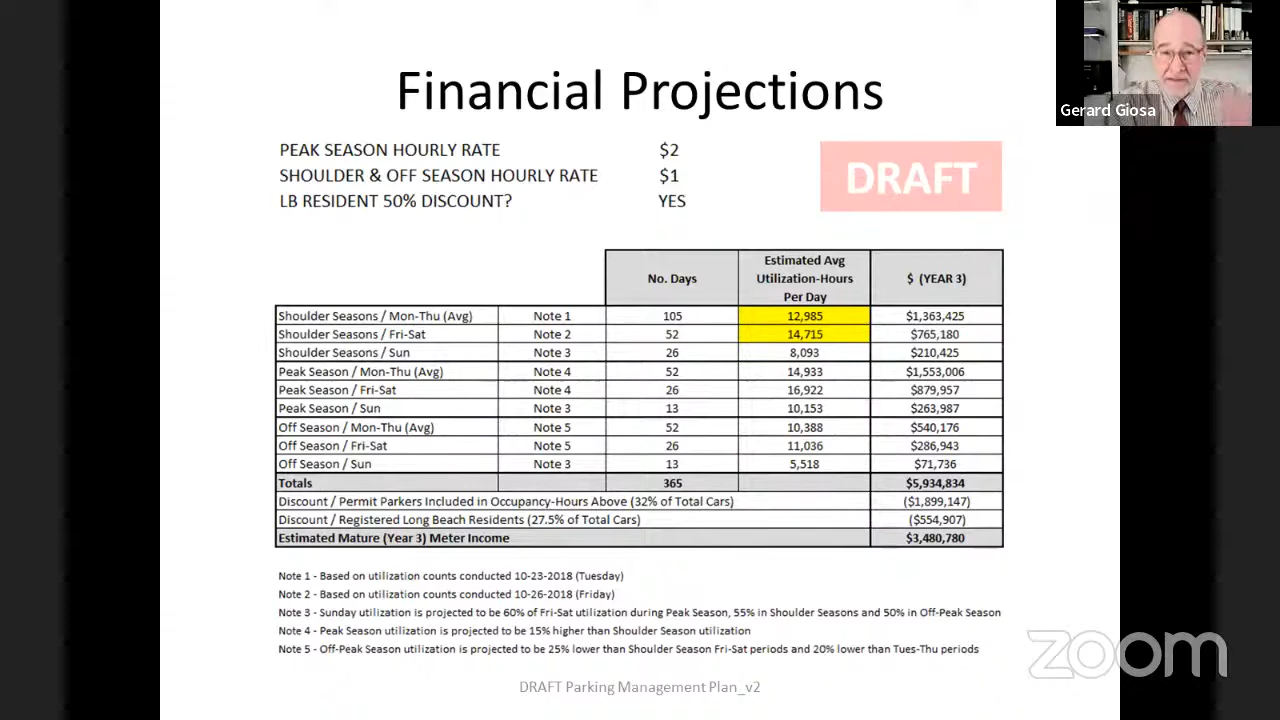 Financial Projections
Gerard Giosa
PEAK SEASON HOURLY RATE $2
SHOULDER & OFF SEASON HOURLY RATE $1
LB RESIDENT 50% DISCOUNT? YES
DRAFT
No. Days Estimated Avg Utilization-Hours Per Day $ (YEAR 3)
Shoulder Seasons / Mon-Thu (Avg) Note 1 105 12,985 $1,363,425
Shoulder Seasons / Fri-Sat Note 2 52 14,715 $765,180
Shoulder Seasons / Sun Note 3 26 8,093 $210,425
Peak Season / Mon-Thu (Avg) Note 4 52 14,933 $1,553,006
Peak Season / Fri-Sat Note 4 26 16,922 $879,957
Peak Season / Sun Note 3 13 10,153 $263,987
Off Season / Mon-Thu (Avg) Note 5 52 10,388 $540,176
Off Season / Fri-Sat Note 5 26 11,036 $286,943
Off Season / Sun Note 3 13 5,518 $71,736
Totals 365 $5,934,834
Discount / Permit Parkers Included in Occupancy-Hours Above (32% of Total Cars) ($1,899,147)
Discount / Registered Long Beach Residents (27.5% of Total Cars) ($554,907)
Estimated Mature (Year 3) Meter Income $3,480,780
Note 1 - Based on utilization counts conducted 10-23-2018 (Tuesday)
Note 2 - Based on utilization counts conducted 10-26-2018 (Friday)
Note 3 - Sunday utilization is projected to be 60% of Fri-Sat utilization during Peak Season, 55% in Shoulder Seasons and 50% in Off-Peak Season
Note 4 - Peak Season utilization is projected to be 15% higher than Shoulder Season utilization
Note 5 - Off-Peak Season utilization is projected to be 25% lower than Shoulder Season Fri-Sat periods and 20% lower than Tues-Thu periods
DRAFT Parking Management Plan_v2
zoom